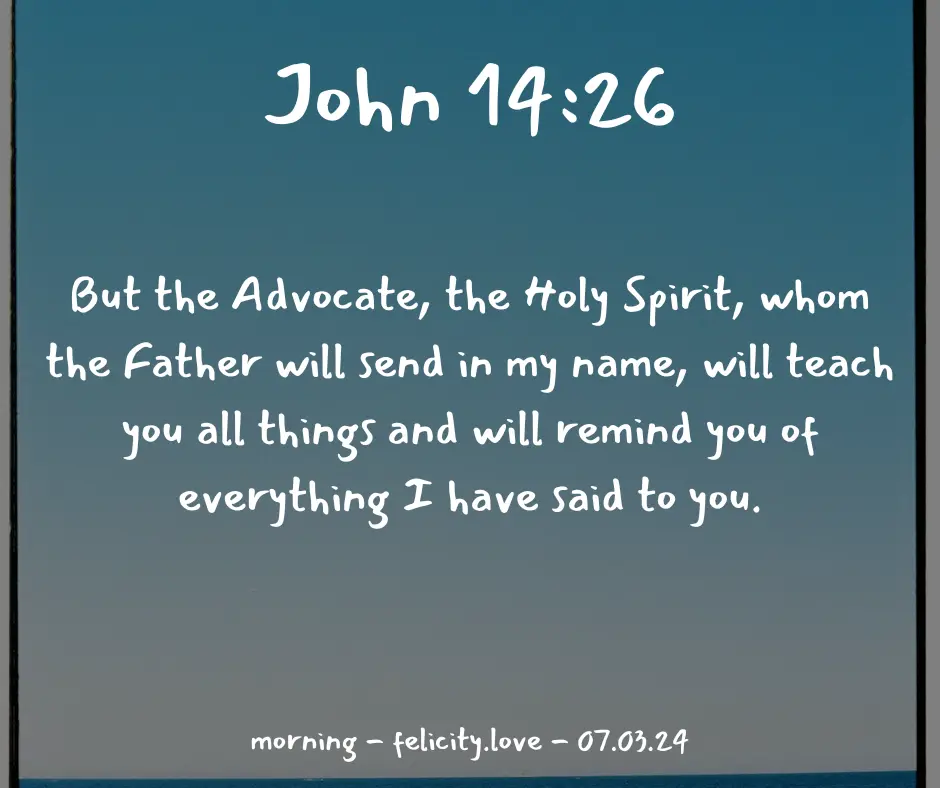 John 14:26
But the Advocate, the Holy Spirit, whom
the Father will send in my name, will teach
you all things and will remind you of
everything I have said to you.
morning - felicity.love - 07.03.24